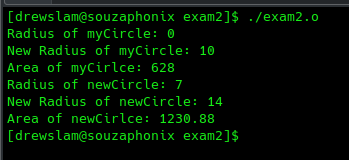 [drewslam@souzaphonix exam2]$ ./exam2.o
Radius of myCircle: 0
New Radius of myCircle: 10
Area of myCirlce: 628
Radius of newCircle: 7
New Radius of newCircle: 14
Area of newCirlce: 1230.88
[drewslam@souzaphonix exam2]$